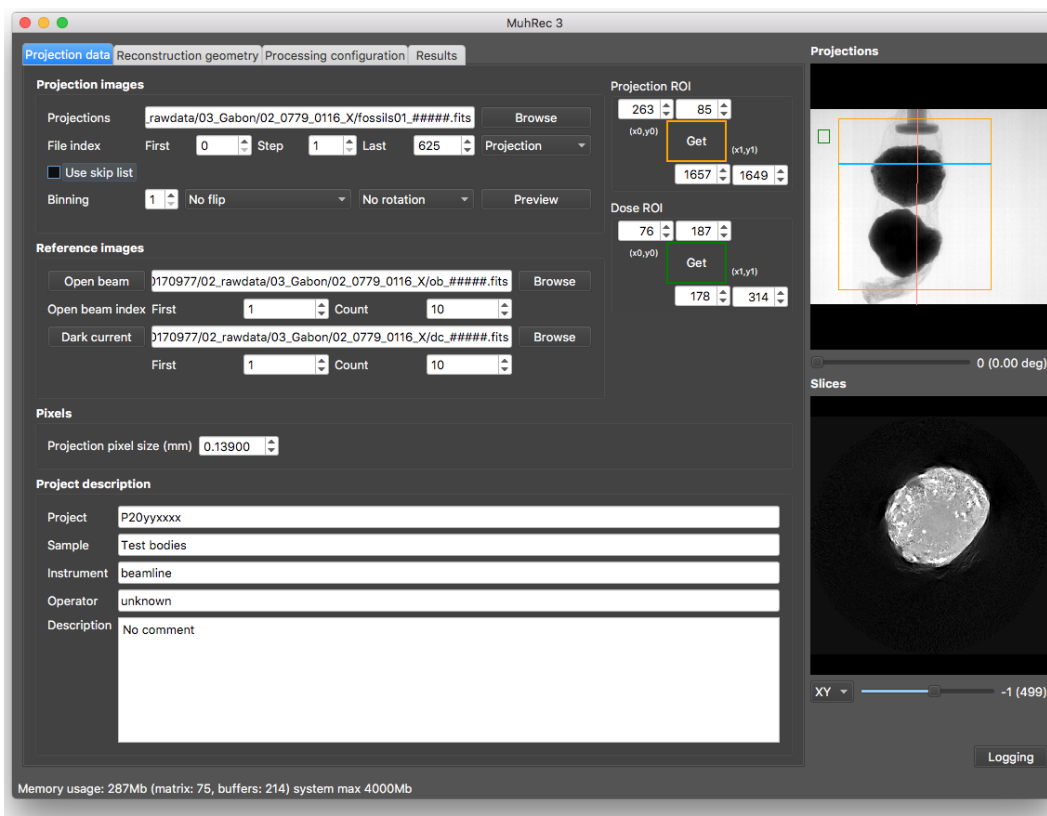 MuhRec 3
Projection data Reconstruction geometry Processing configuration Results
Projection images
Projections _rawdata/03_Gabon/02_0779_0116_X/fossils01_#####.fits Browse
File index First 0 Step 1 Last 625 Projection
Use skip list
Binning 1 No flip No rotation Preview
Reference images
Open beam 0170977/02_rawdata/03_Gabon/02_0779_0116_X/ob_#####.fits Browse
Open beam index First 1 Count 10
Dark current 0170977/02_rawdata/03_Gabon/02_0779_0116_X/dc_#####.fits Browse
First 1 Count 10
Pixels
Projection pixel size (mm) 0.13900
Project description
Project P20yyxxxx
Sample Test bodies
Instrument beamline
Operator unknown
Description No comment
Projection ROI
263 85
(x0,y0) Get (x1,y1)
1657 1649
Dose ROI
76 187
(x0,y0) Get (x1,y1)
178 314
Projections
0 (0.00 deg)
Slices
XY -1 (499)
Logging
Memory usage: 287Mb (matrix: 75, buffers: 214) system max 4000Mb